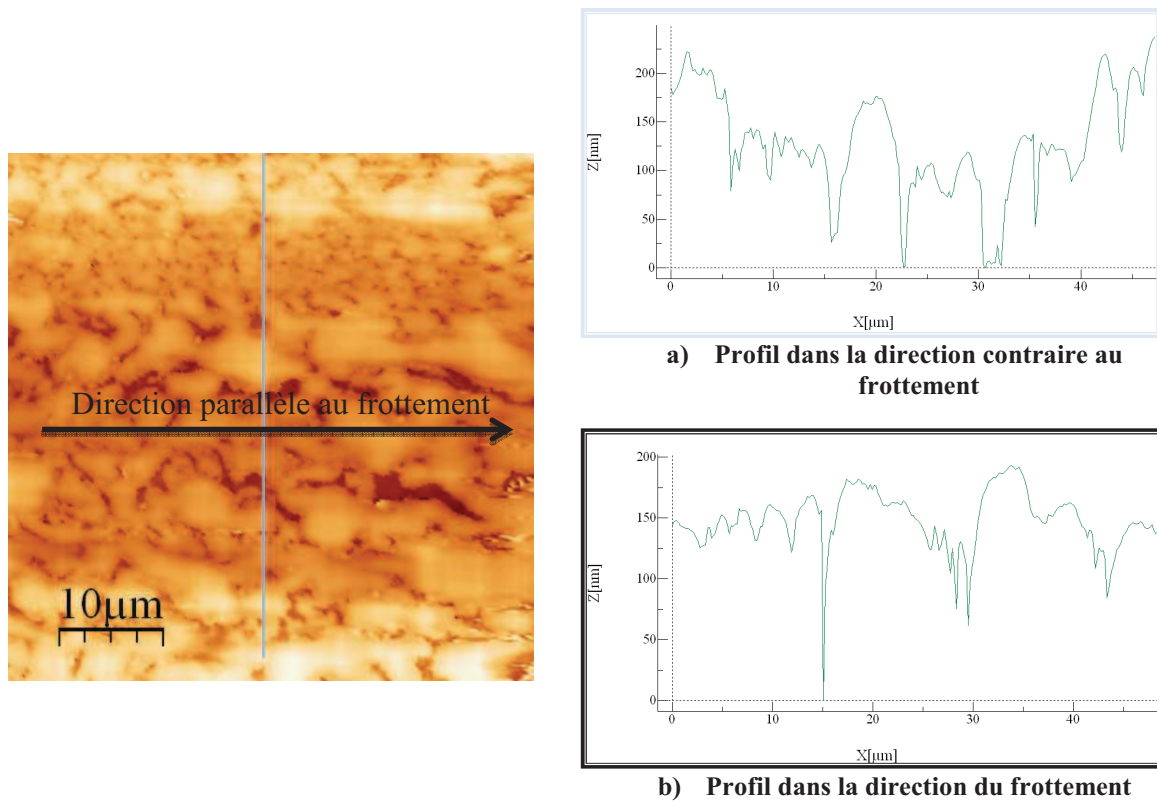 Direction parallèle au frottement
10µm
Z[nm]
200
150
100
50
0
0 10 20 30 40
X[µm]
a) Profil dans la direction contraire au
frottement
Z[nm]
200
150
100
50
0
0 10 20 30 40
X[µm]
b) Profil dans la direction du frottement